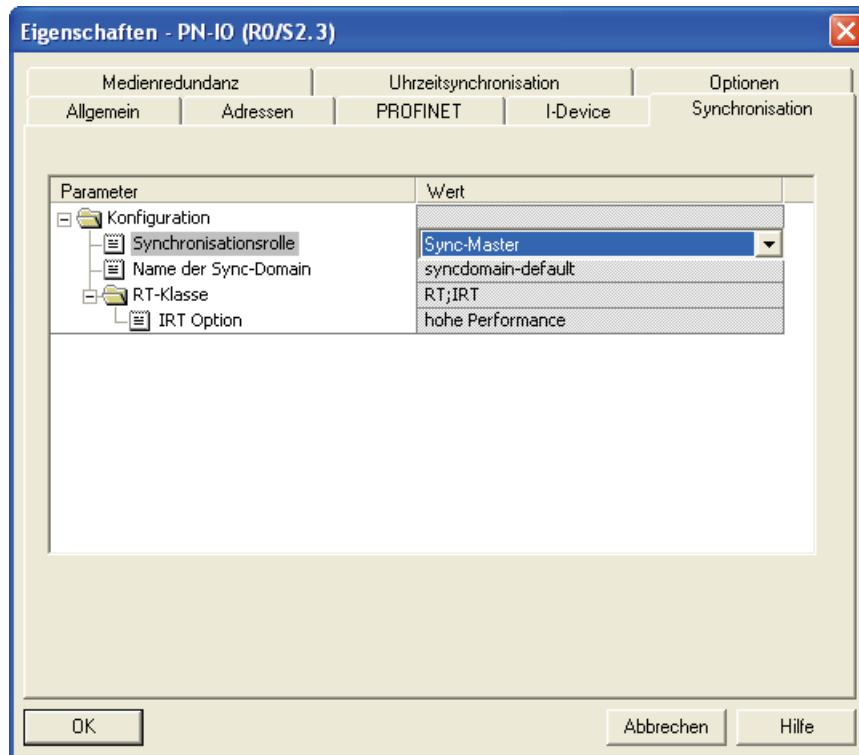 Eigenschaften - PN-IO (R0/S2.3)
Medienredundanz Uhrzeitsynchronisation Optionen
Allgemein Adressen PROFINET I-Device Synchronisation
Parameter Wert
Konfiguration
Synchronisationsrolle Sync-Master
Name der Sync-Domain syncdomain-default
RT-Klasse RT;IRT
IRT Option hohe Performance
OK Abbrechen Hilfe